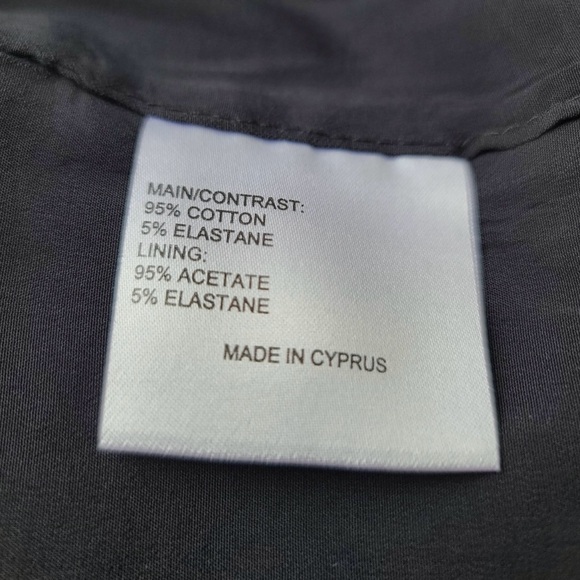 MAIN/CONTRAST:
95% COTTON
5% ELASTANE
LINING:
95% ACETATE
5% ELASTANE
MADE IN CYPRUS